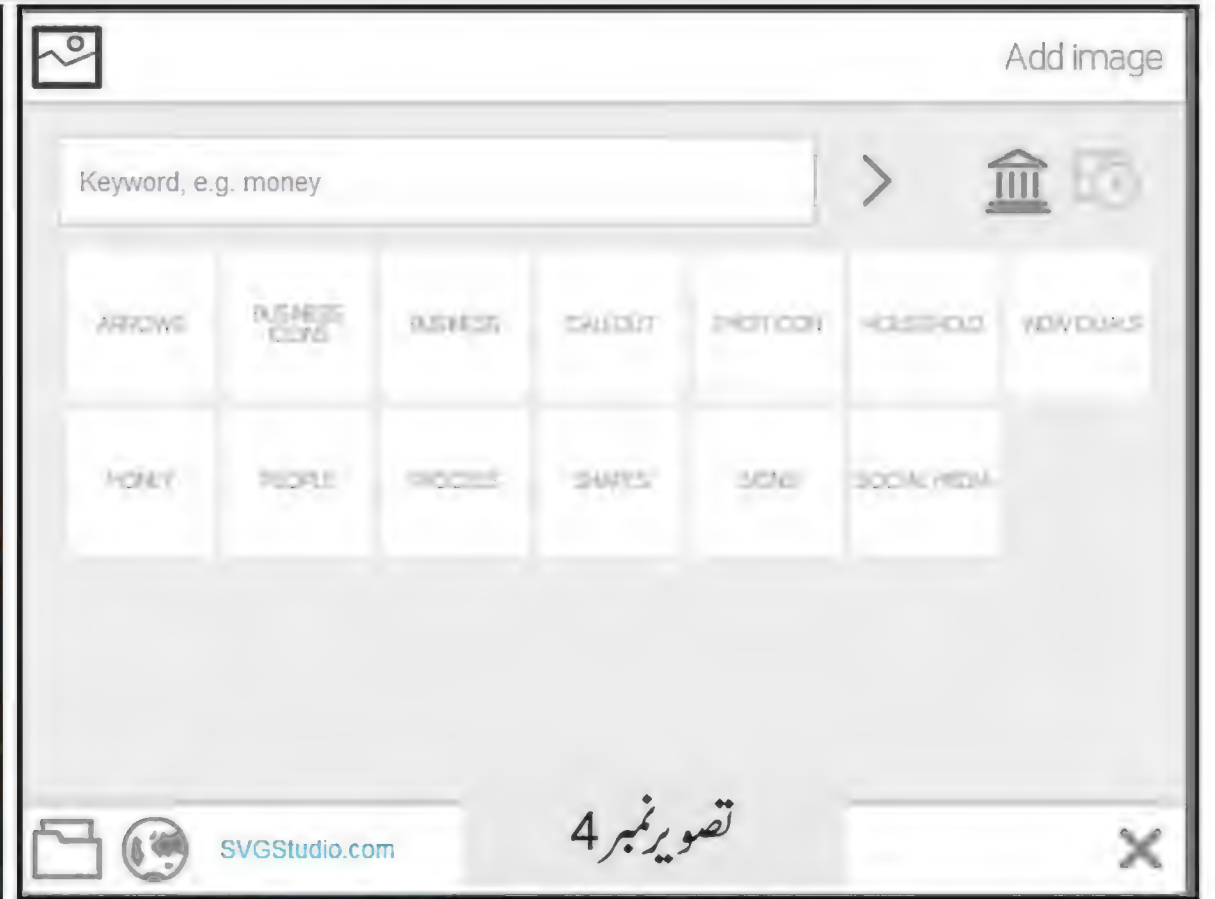 Add image
Keyword, e.g. money
ARROWS
BUSINESS ICONS
BUSINESS
CALLOUT
EMOTICON
HOUSEHOLD
INDIVIDUALS
MONEY
PEOPLE
PROCESS
SHAPES
SIGNS
SOCIAL MEDIA
SVGStudio.com
تصویر نمبر 4